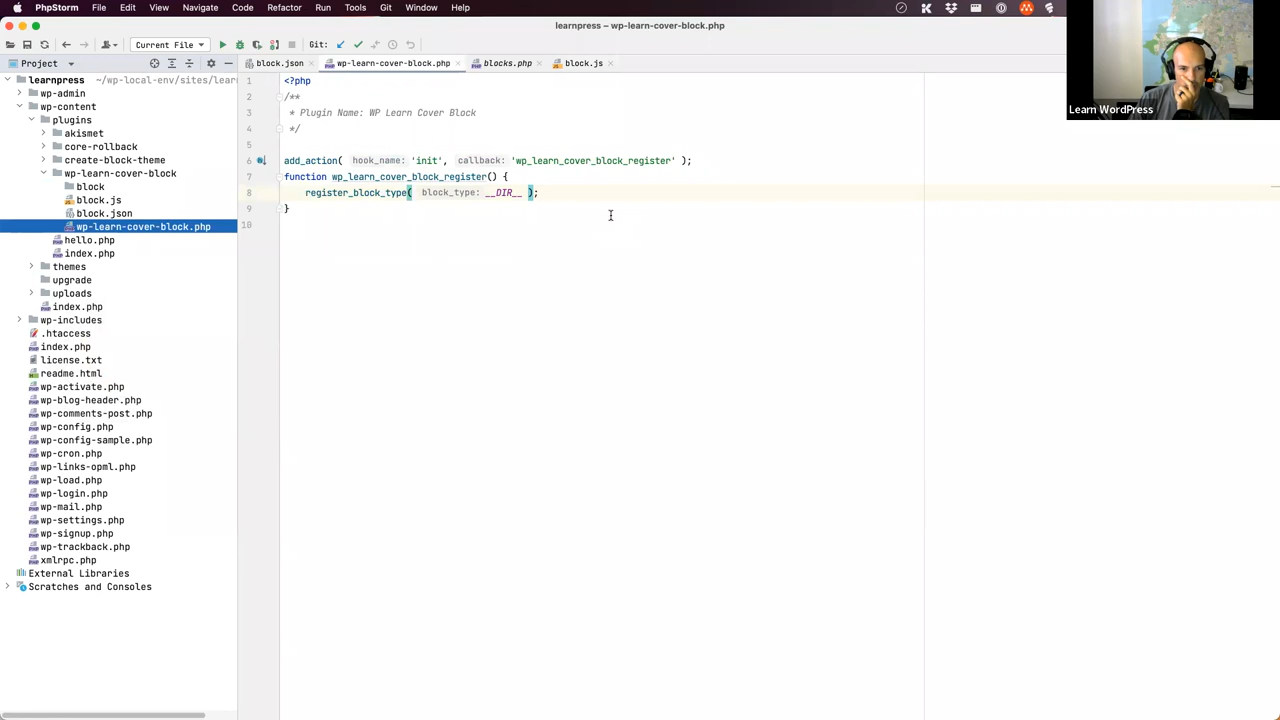 PhpStorm File Edit View Navigate Code Refactor Run Tools Git Window Help
learnpress – wp-learn-cover-block.php
Current File Git:
Project
block.json wp-learn-cover-block.php blocks.php block.js
learnpress ~/wp-local-env/sites/lear
wp-admin
wp-content
plugins
akismet
core-rollback
create-block-theme
wp-learn-cover-block
block
block.js
block.json
wp-learn-cover-block.php
hello.php
index.php
themes
upgrade
uploads
index.php
wp-includes
.htaccess
index.php
license.txt
readme.html
wp-activate.php
wp-blog-header.php
wp-comments-post.php
wp-config.php
wp-config-sample.php
wp-cron.php
wp-links-opml.php
wp-load.php
wp-login.php
wp-mail.php
wp-settings.php
wp-signup.php
wp-trackback.php
xmlrpc.php
External Libraries
Scratches and Consoles
1 <?php
2 /**
3 * Plugin Name: WP Learn Cover Block
4 */
5
6 add_action( hook_name: 'init', callback: 'wp_learn_cover_block_register' );
7 function wp_learn_cover_block_register() {
8 register_block_type( block_type: __DIR__ );
9 }
10
Learn WordPress